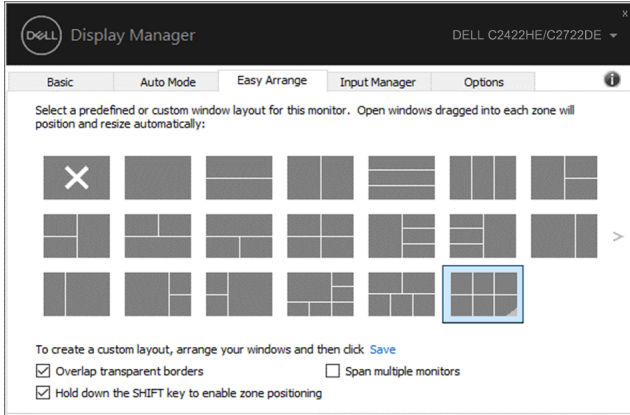 x
DELL Display Manager
DELL C2422HE/C2722DE
Basic Auto Mode Easy Arrange Input Manager Options
Select a predefined or custom window layout for this monitor. Open windows dragged into each zone will
position and resize automatically:
To create a custom layout, arrange your windows and then click Save
Overlap transparent borders Span multiple monitors
Hold down the SHIFT key to enable zone positioning